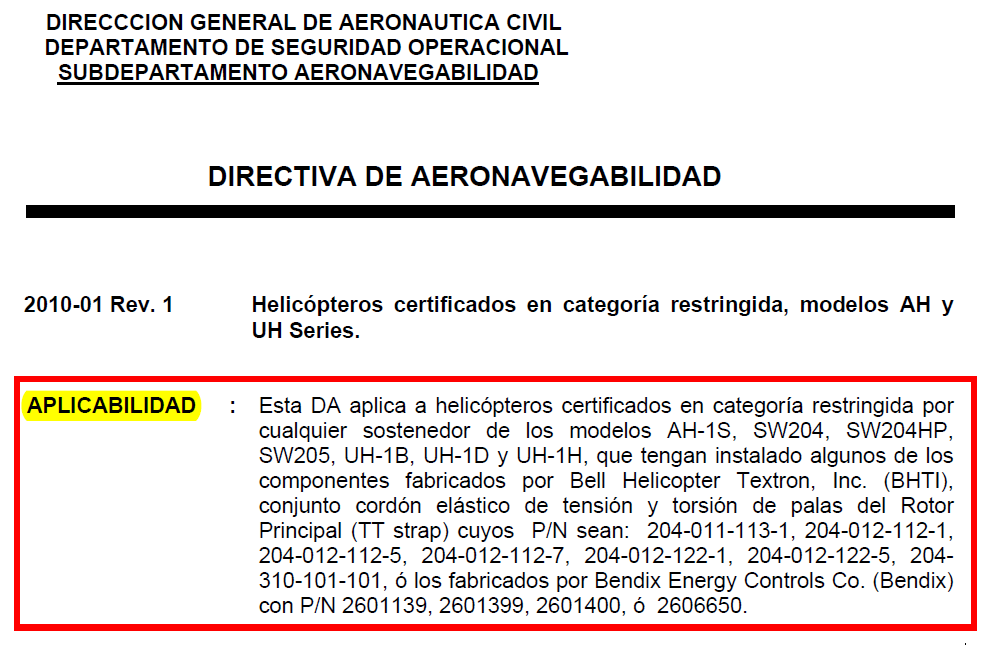 DIRECCCION GENERAL DE AERONAUTICA CIVIL
DEPARTAMENTO DE SEGURIDAD OPERACIONAL
SUBDEPARTAMENTO AERONAVEGABILIDAD
DIRECTIVA DE AERONAVEGABILIDAD
2010-01 Rev. 1 Helicópteros certificados en categoría restringida, modelos AH y
UH Series.
APLICABILIDAD : Esta DA aplica a helicópteros certificados en categoría restringida por
cualquier sostenedor de los modelos AH-1S, SW204, SW204HP,
SW205, UH-1B, UH-1D y UH-1H, que tengan instalado algunos de los
componentes fabricados por Bell Helicopter Textron, Inc. (BHTI),
conjunto cordón elástico de tensión y torsión de palas del Rotor
Principal (TT strap) cuyos P/N sean: 204-011-113-1, 204-012-112-1,
204-012-112-5, 204-012-112-7, 204-012-122-1, 204-012-122-5, 204-
310-101-101, ó los fabricados por Bendix Energy Controls Co. (Bendix)
con P/N 2601139, 2601399, 2601400, ó 2606650.